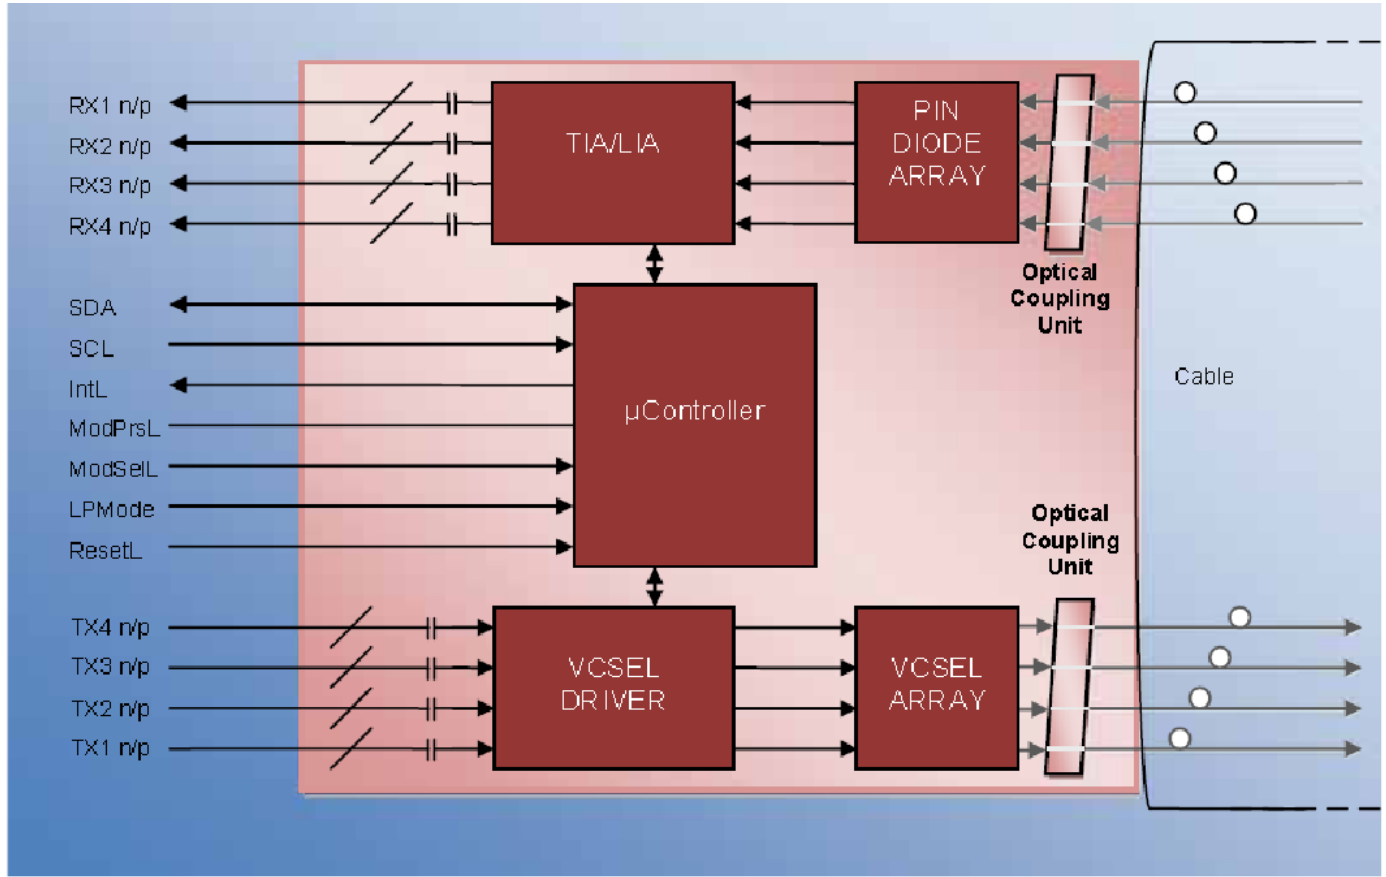 RX1 n/p
RX2 n/p
RX3 n/p
RX4 n/p
TIA/LIA
PIN
DIODE
ARRAY
Optical
Coupling
Unit
SDA
SCL
IntL
ModPrsL
ModSelL
LPMode
ResetL
µController
Cable
Optical
Coupling
Unit
TX4 n/p
TX3 n/p
TX2 n/p
TX1 n/p
VCSEL
DRIVER
VCSEL
ARRAY